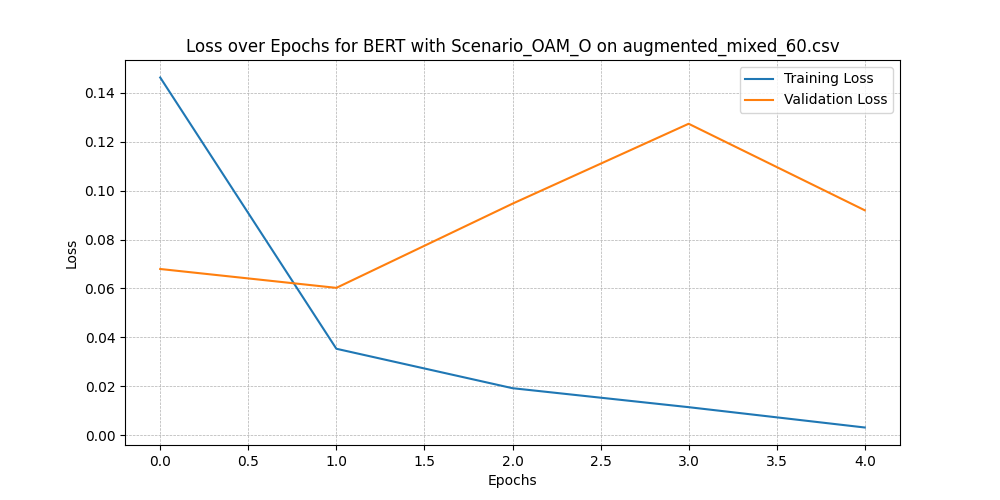 Loss over Epochs for BERT with Scenario_OAM_O on augmented_mixed_60.csv
Training Loss
Validation Loss
0.14
0.12
0.10
0.08
0.06
0.04
0.02
0.00
Loss
0.0 0.5 1.0 1.5 2.0 2.5 3.0 3.5 4.0
Epochs